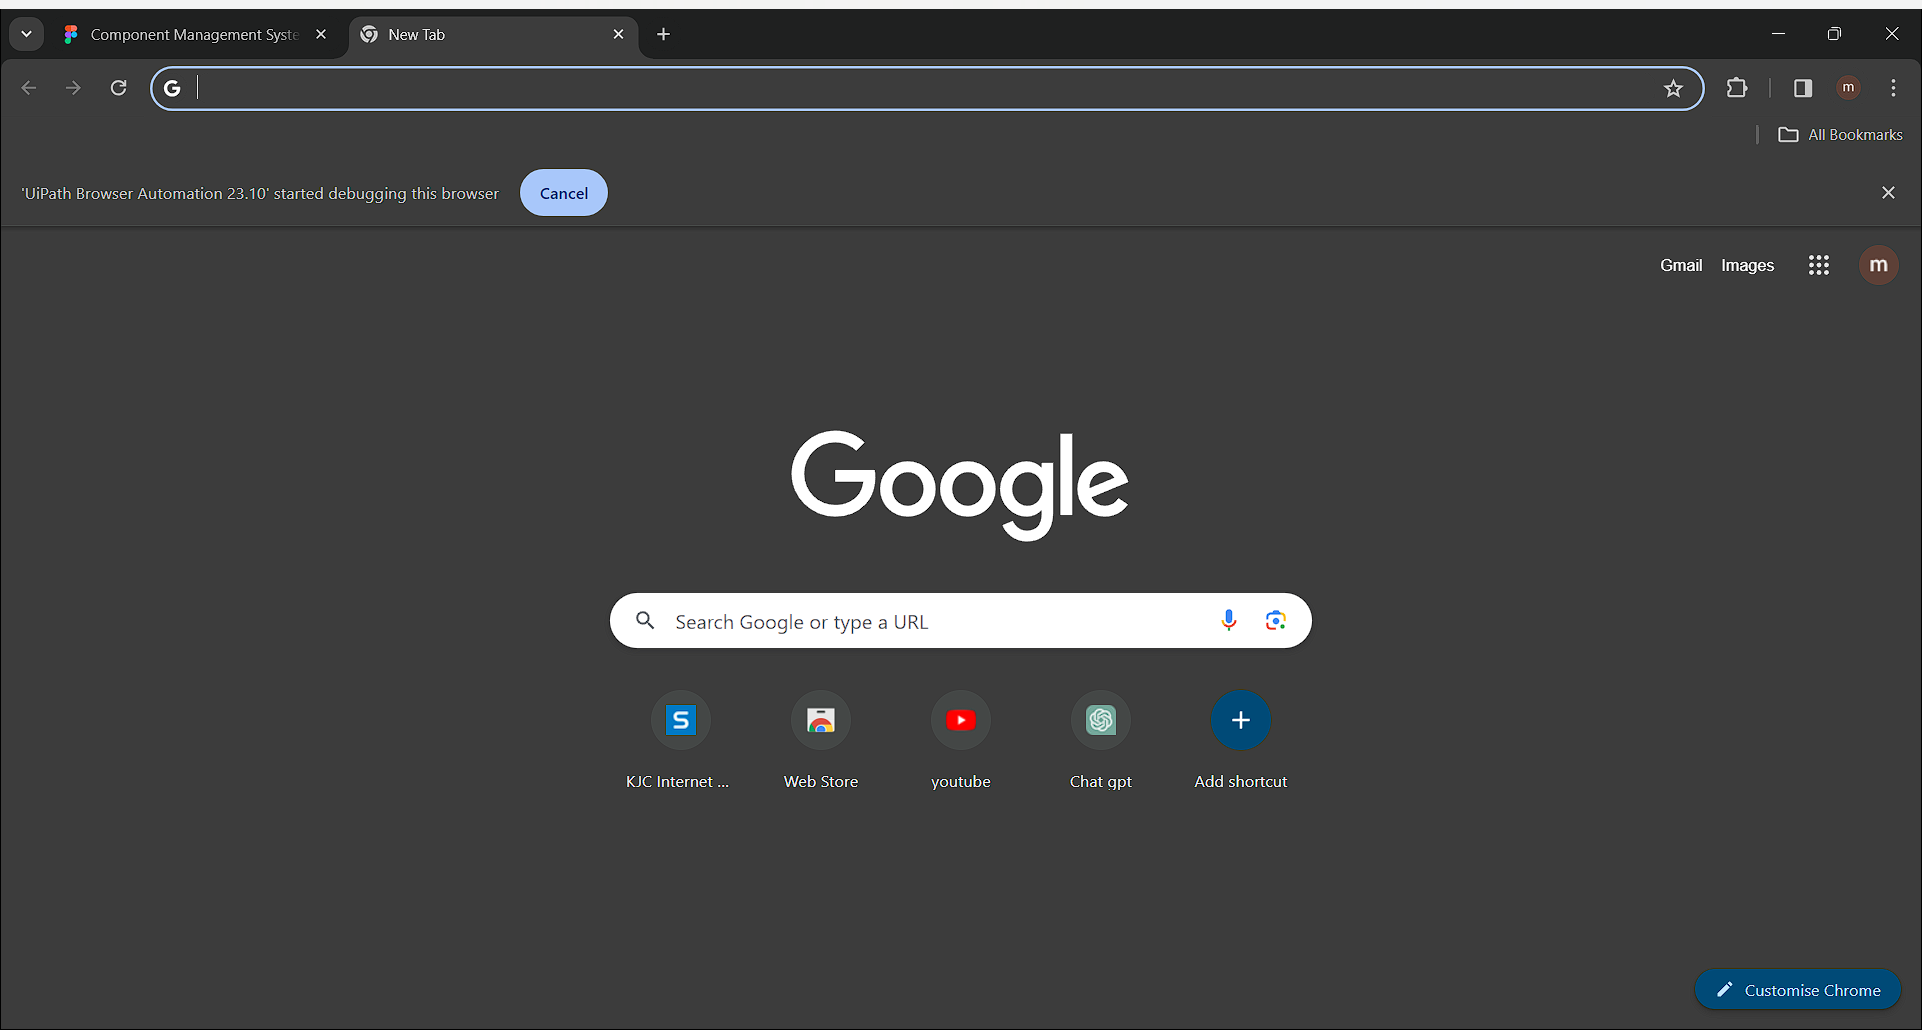 Component Management Syste
New Tab
G
m
All Bookmarks
'UiPath Browser Automation 23.10' started debugging this browser
Cancel
Gmail
Images
m
Google
Search Google or type a URL
S
KJC Internet ...
Web Store
youtube
Chat gpt
Add shortcut
Customise Chrome